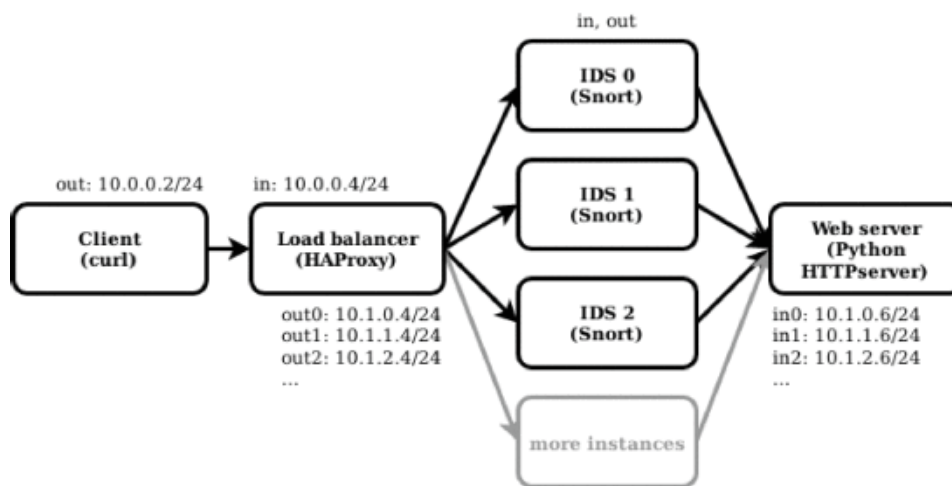 in, out
IDS 0
(Snort)
out: 10.0.0.2/24
in: 10.0.0.4/24
IDS 1
(Snort)
Client
(curl)
Load balancer
(HAProxy)
Web server
(Python
HTTPserver)
IDS 2
(Snort)
out0: 10.1.0.4/24
out1: 10.1.1.4/24
out2: 10.1.2.4/24
...
in0: 10.1.0.6/24
in1: 10.1.1.6/24
in2: 10.1.2.6/24
...
more instances